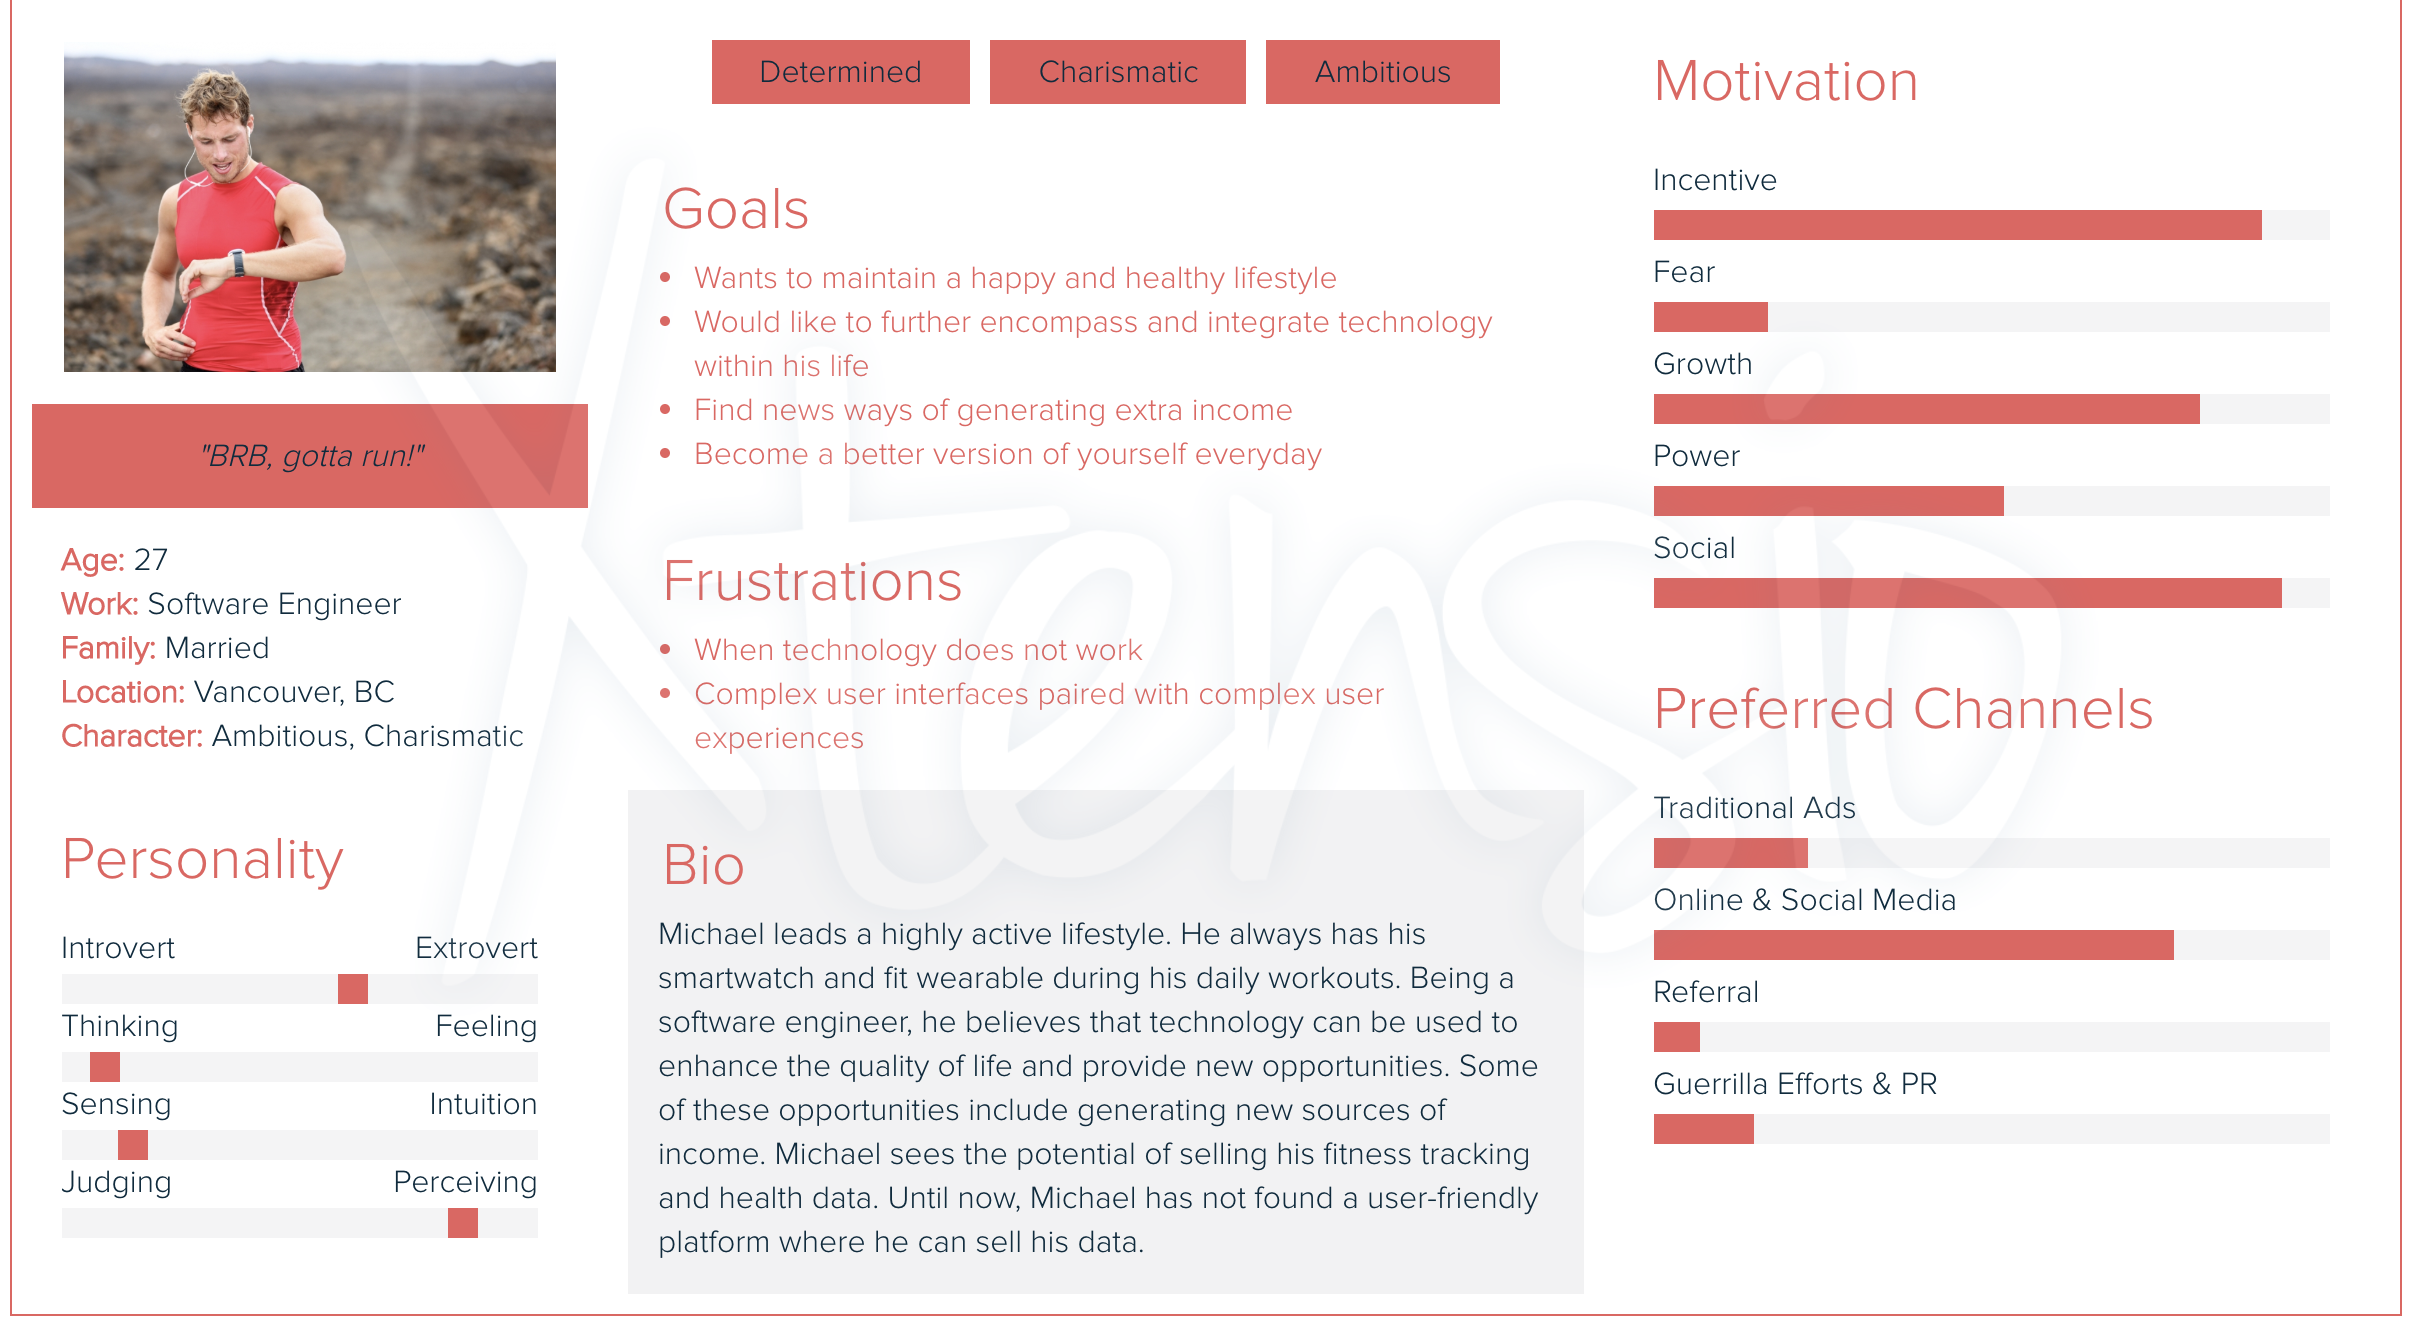 Determined
Charismatic
Ambitious
"BRB, gotta run!"
Age: 27
Work: Software Engineer
Family: Married
Location: Vancouver, BC
Character: Ambitious, Charismatic
Personality
Introvert Extrovert
Thinking Feeling
Sensing Intuition
Judging Perceiving
Goals
• Wants to maintain a happy and healthy lifestyle
• Would like to further encompass and integrate technology
within his life
• Find news ways of generating extra income
• Become a better version of yourself everyday
Frustrations
• When technology does not work
• Complex user interfaces paired with complex user
experiences
Bio
Michael leads a highly active lifestyle. He always has his
smartwatch and fit wearable during his daily workouts. Being a
software engineer, he believes that technology can be used to
enhance the quality of life and provide new opportunities. Some
of these opportunities include generating new sources of
income. Michael sees the potential of selling his fitness tracking
and health data. Until now, Michael has not found a user-friendly
platform where he can sell his data.
Motivation
Incentive
Fear
Growth
Power
Social
Preferred Channels
Traditional Ads
Online & Social Media
Referral
Guerrilla Efforts & PR
Xtensio